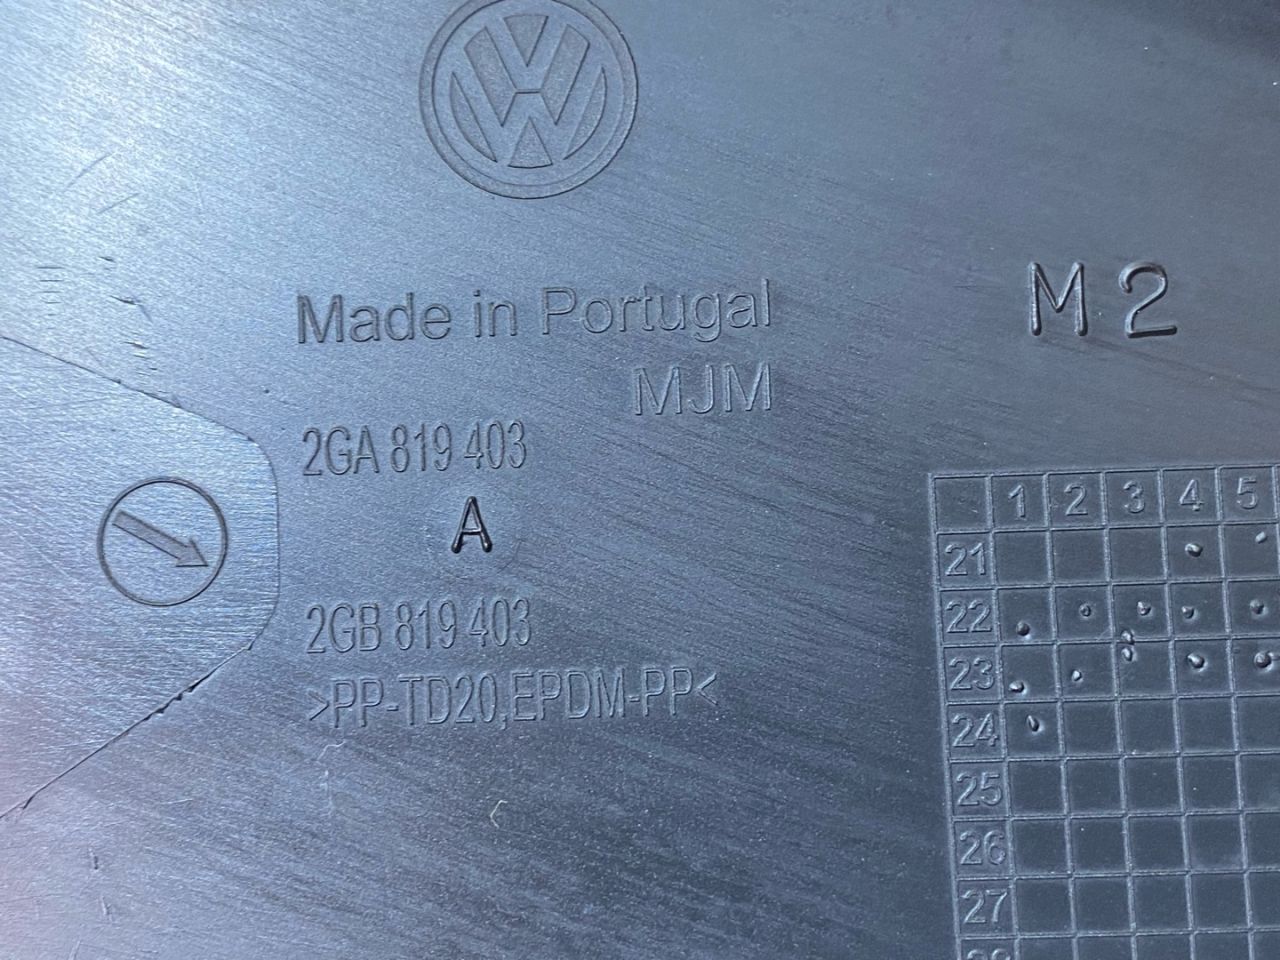 Made in Portugal
MJM
M2
2GA 819 403
A
2GB 819 403
>PP-TD20,EPDM-PP<
1 2 3 4 5
21
22
23
24
25
26
27